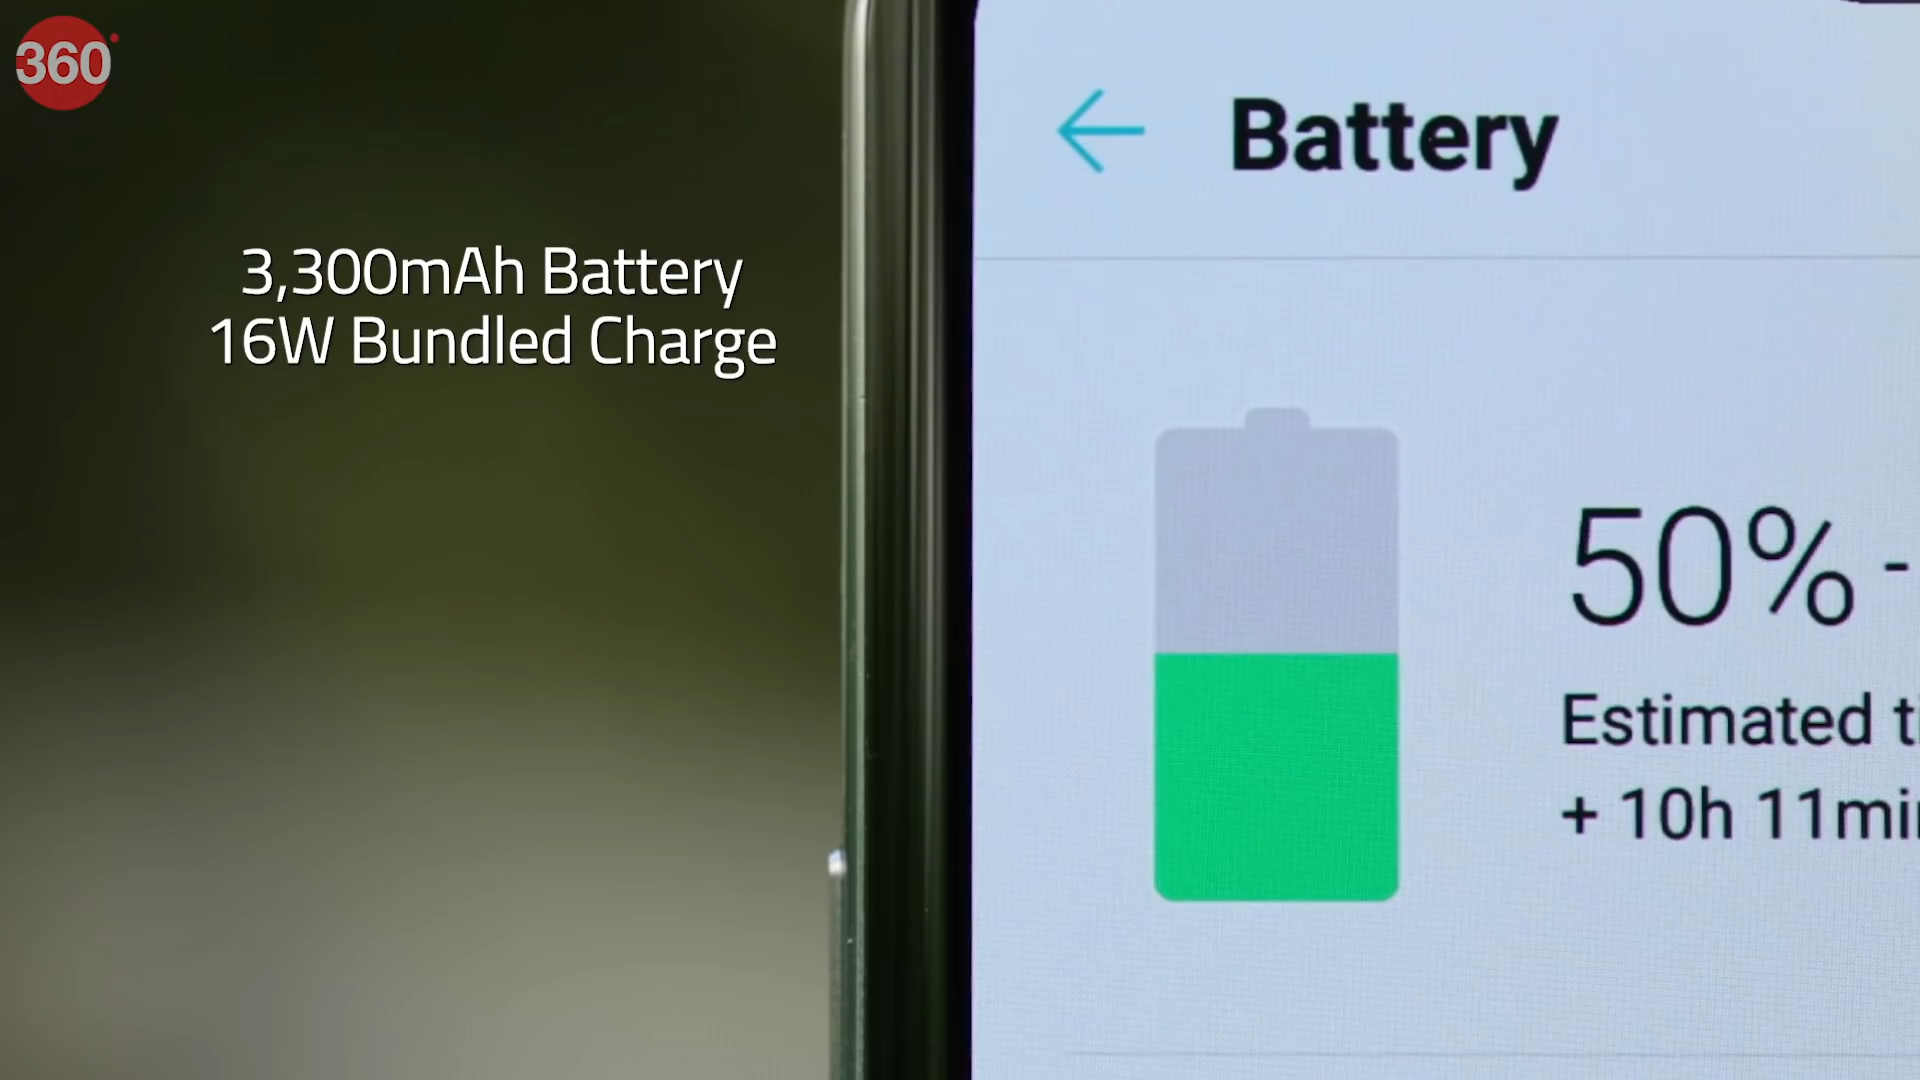 360
3,300mAh Battery
16W Bundled Charge
Battery
50% -
Estimated
+ 10h